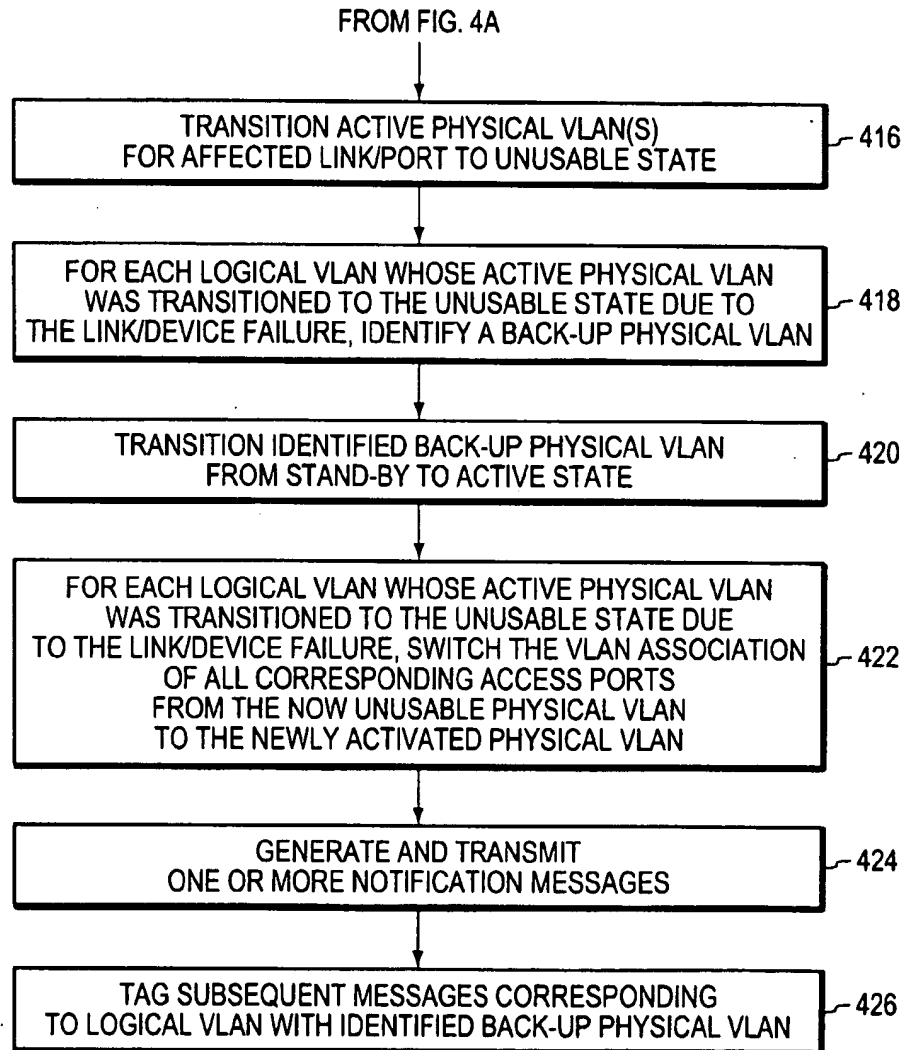 FROM FIG. 4A
TRANSITION ACTIVE PHYSICAL VLAN(S)
FOR AFFECTED LINK/PORT TO UNUSABLE STATE
416
FOR EACH LOGICAL VLAN WHOSE ACTIVE PHYSICAL VLAN
WAS TRANSITIONED TO THE UNUSABLE STATE DUE TO
THE LINK/DEVICE FAILURE, IDENTIFY A BACK-UP PHYSICAL VLAN
418
TRANSITION IDENTIFIED BACK-UP PHYSICAL VLAN
FROM STAND-BY TO ACTIVE STATE
420
FOR EACH LOGICAL VLAN WHOSE ACTIVE PHYSICAL VLAN
WAS TRANSITIONED TO THE UNUSABLE STATE DUE
TO THE LINK/DEVICE FAILURE, SWITCH THE VLAN ASSOCIATION
OF ALL CORRESPONDING ACCESS PORTS
FROM THE NOW UNUSABLE PHYSICAL VLAN
TO THE NEWLY ACTIVATED PHYSICAL VLAN
422
GENERATE AND TRANSMIT
ONE OR MORE NOTIFICATION MESSAGES
424
TAG SUBSEQUENT MESSAGES CORRESPONDING
TO LOGICAL VLAN WITH IDENTIFIED BACK-UP PHYSICAL VLAN
426